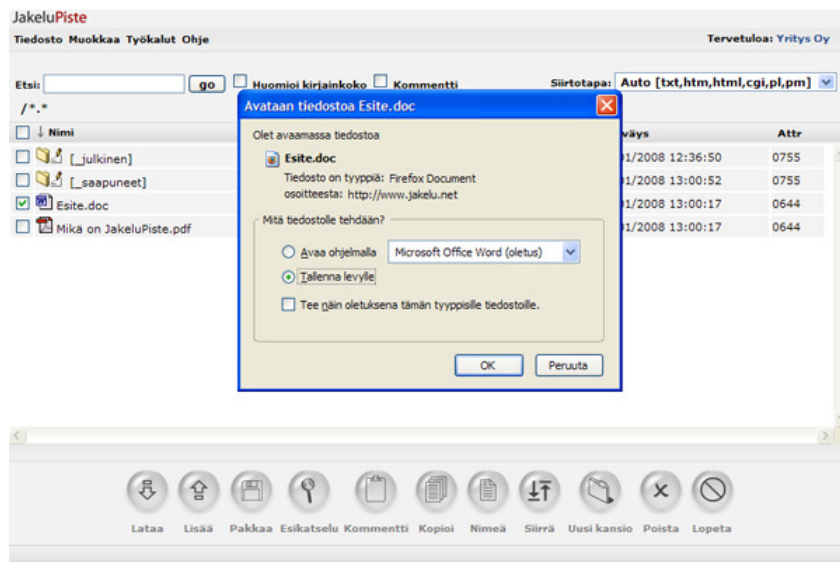 JakeluPiste
Tiedosto Muokkaa Työkalut Ohje
Tervetuloa: Yritys Oy
Etsi: go Huomioi kirjainkoko Kommentti Siirtotapa: Auto [txt,htm,html,cgi,pl,pm]
/*.*
↓ Nimi väys Attr
[_julkinen] 01/2008 12:36:50 0755
[_saapuneet] 01/2008 13:00:52 0755
Esite.doc 01/2008 13:00:17 0644
Mikä on JakeluPiste.pdf 01/2008 13:00:17 0644
Avataan tiedostoa Esite.doc
Olet avaamassa tiedostoa
Esite.doc
Tiedosto on tyyppiä: Firefox Document
osoitteesta: http://www.jakelu.net
Mitä tiedostolle tehdään?
Avaa ohjelmalla Microsoft Office Word (oletus)
Tallenna levylle
Tee näin oletuksena tämän tyyppisille tiedostoille.
OK Peruuta
Lataa Lisää Pakkaa Esikatselu Kommentti Kopioi Nimeä Siirrä Uusi kansio Poista Lopeta